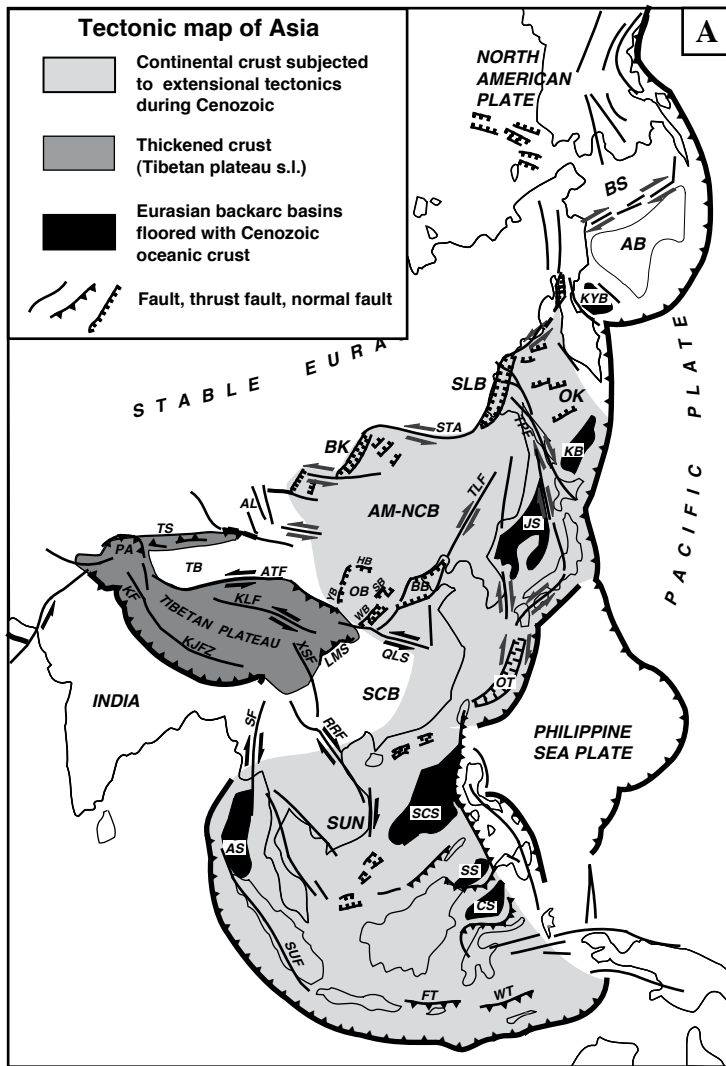 Tectonic map of Asia
A
Continental crust subjected
to extensional tectonics
during Cenozoic
Thickened crust
(Tibetan plateau s.l.)
Eurasian backarc basins
floored with Cenozoic
oceanic crust
Fault, thrust fault, normal fault
NORTH
AMERICAN
PLATE
BS
AB
KYB
STABLE EURA
PACIFIC PLATE
SLB
OK
STA
TPF
BK
KB
AL
AM-NCB
TLF
JS
TS
PA
TB
ATF
HB
YB
OB
SB
BB
WB
KF
KLF
TIBETAN PLATEAU
KJFZ
XSF
LMS
QLS
OT
INDIA
SCB
SF
RRF
PHILIPPINE
SEA PLATE
SUN
SCS
AS
SS
CS
SUF
FT
WT